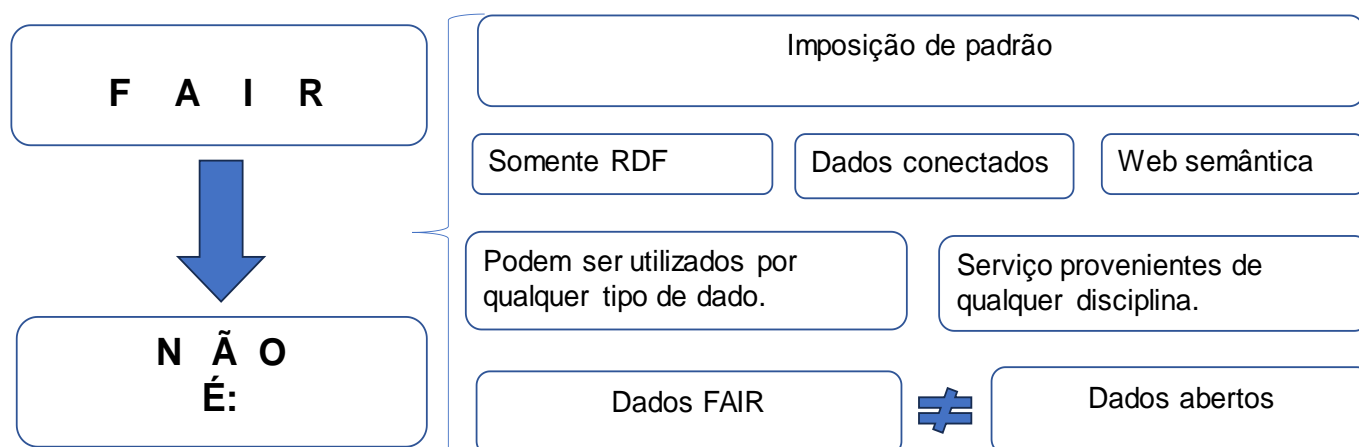 F A I R
N Ã O
É:
Imposição de padrão
Somente RDF
Dados conectados
Web semântica
Podem ser utilizados por
qualquer tipo de dado.
Serviço provenientes de
qualquer disciplina.
Dados FAIR
≠
Dados abertos